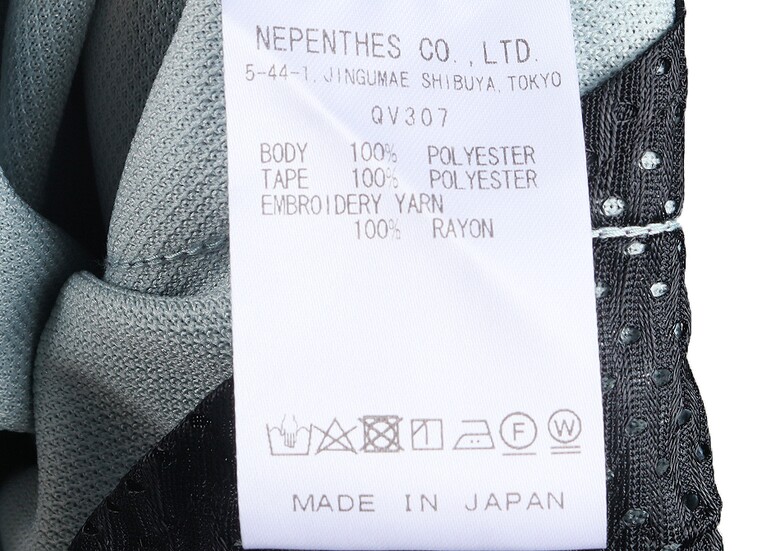 NEPENTHES CO.,LTD.
5-44-1, JINGUMAE SHIBUYA, TOKYO
QV307
BODY 100% POLYESTER
TAPE 100% POLYESTER
EMBROIDERY YARN
100% RAYON
F W
MADE IN JAPAN